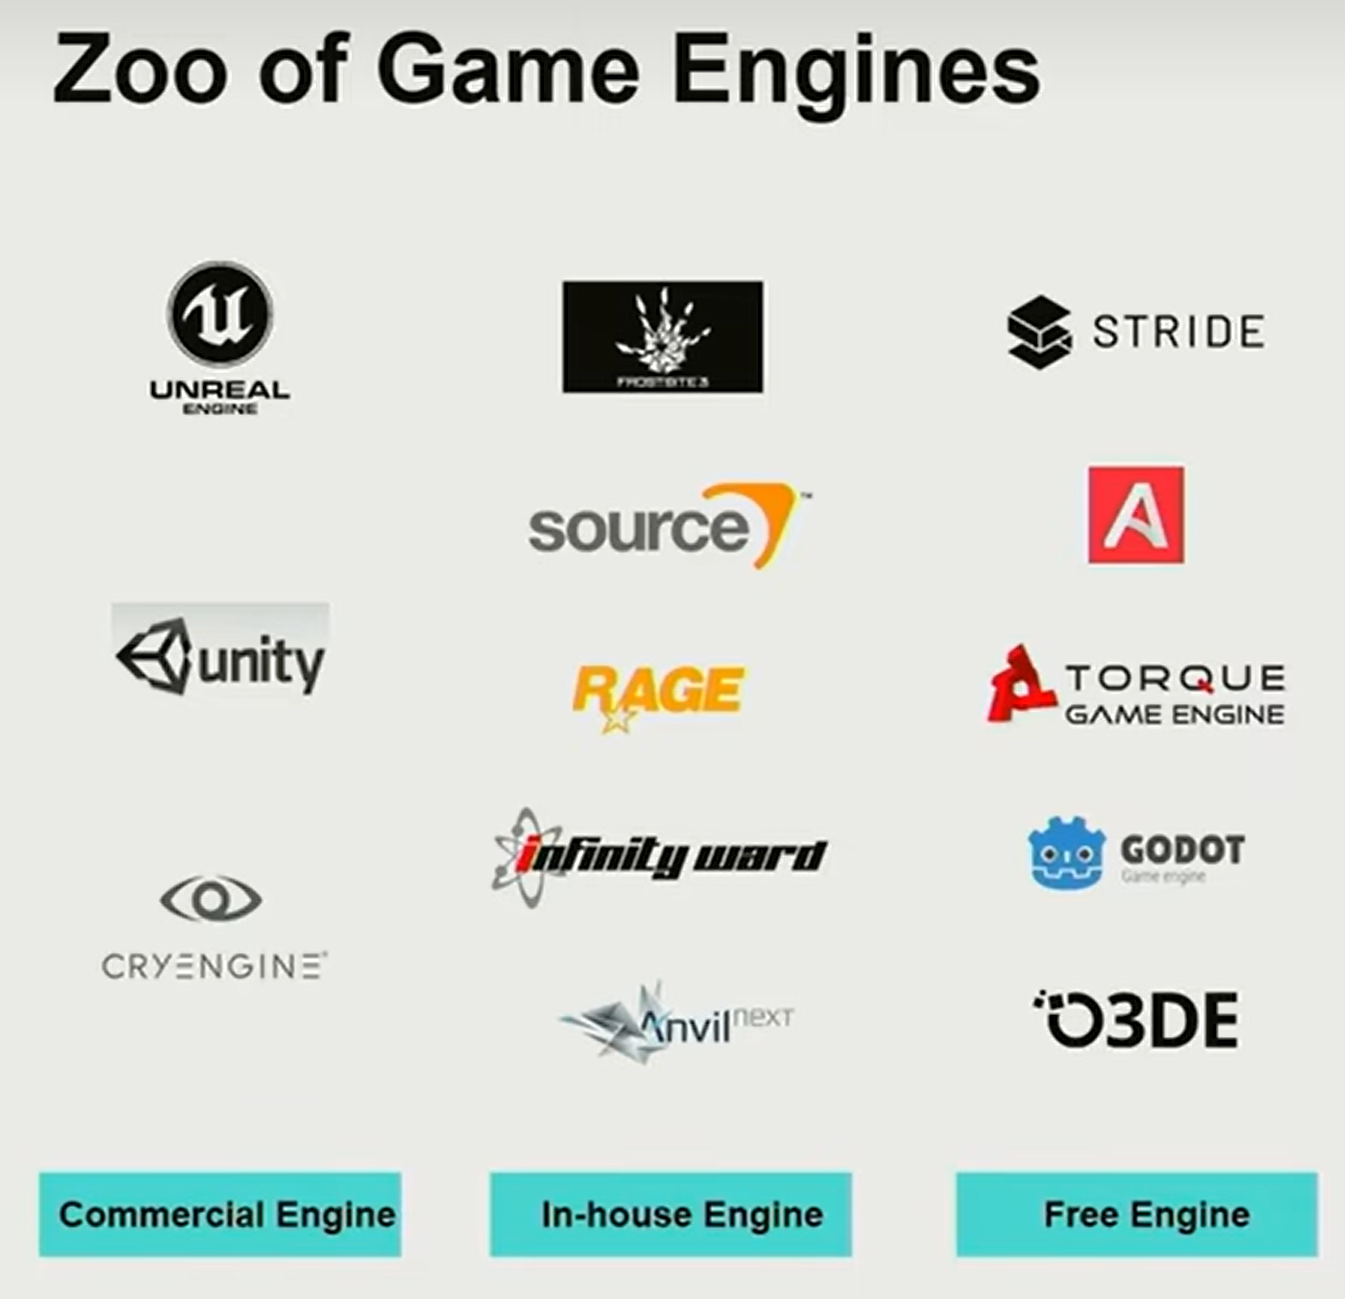 Zoo of Game Engines
UNREAL
ENGINE
unity
CRYENGINE®
Commercial Engine
FROSTBITE 3
source™
RAGE
infinity ward
Anvil next
In-house Engine
STRIDE
A
TORQUE
GAME ENGINE
GODOT
Game engine
O3DE
Free Engine